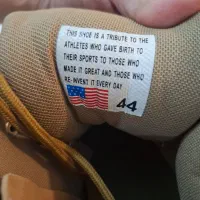 THIS SHOE IS A TRIBUTE TO THE
ATHLETES WHO GAVE BIRTH TO
THEIR SPORTS TO THOSE WHO
MADE IT GREAT AND THOSE WHO
RE-INVENT IT EVERY DAY
44